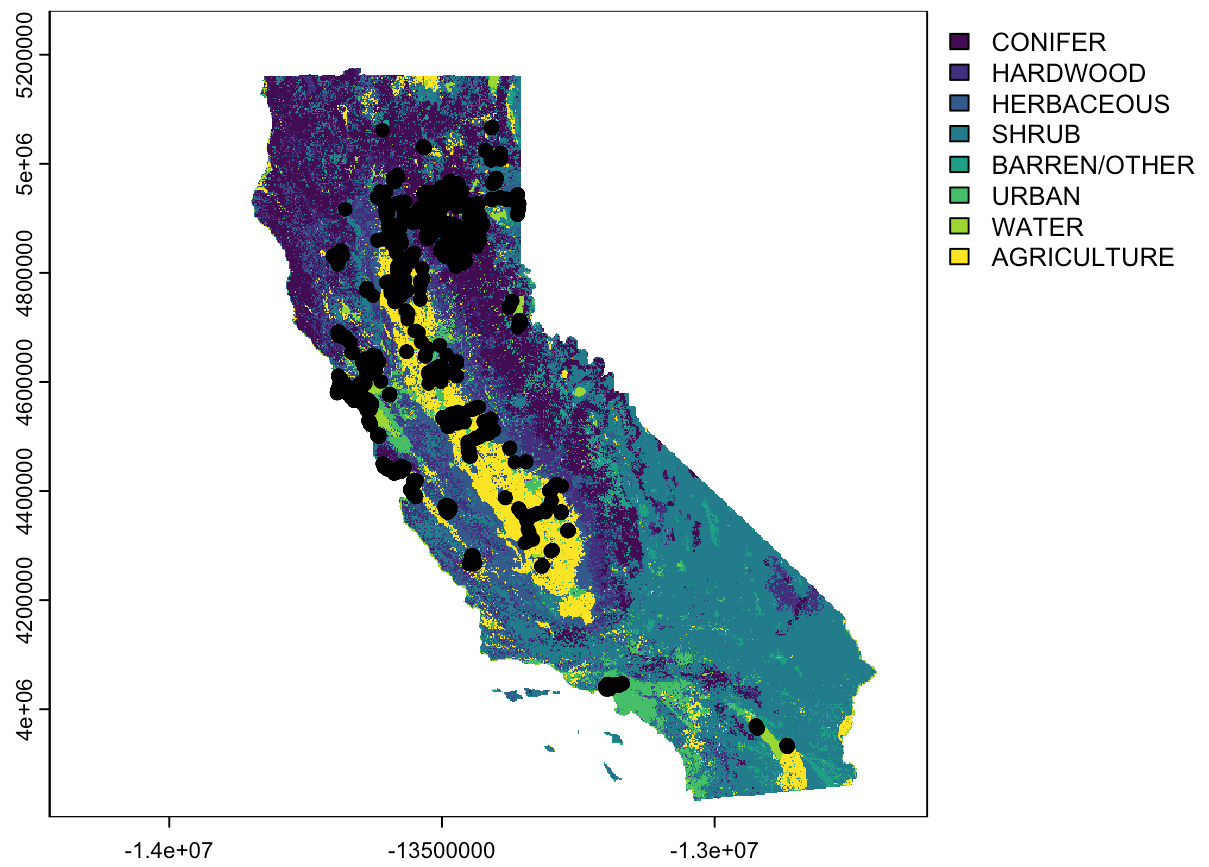 5200000
5e+06
4800000
4600000
4400000
4200000
4e+06
-1.4e+07
-13500000
-1.3e+07
CONIFER
HARDWOOD
HERBACEOUS
SHRUB
BARREN/OTHER
URBAN
WATER
AGRICULTURE